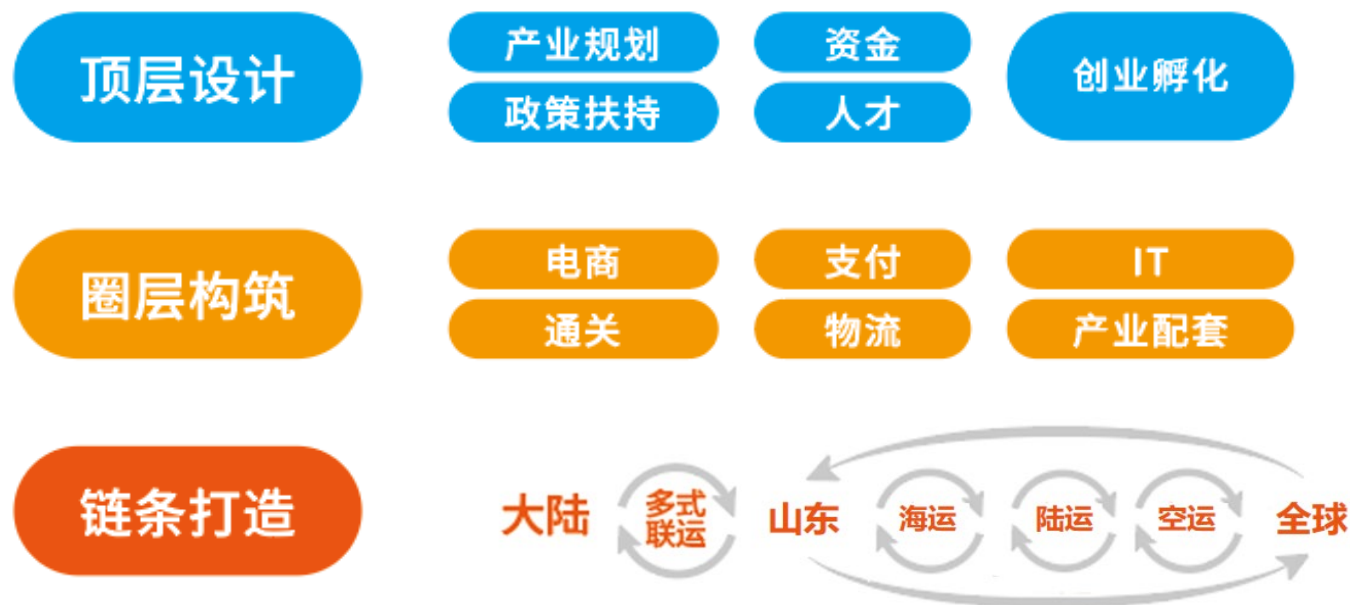 顶层设计
产业规划
资金
创业孵化
政策扶持
人才
圈层构筑
电商
支付
IT
通关
物流
产业配套
链条打造
大陆
多式
联运
山东
海运
陆运
空运
全球